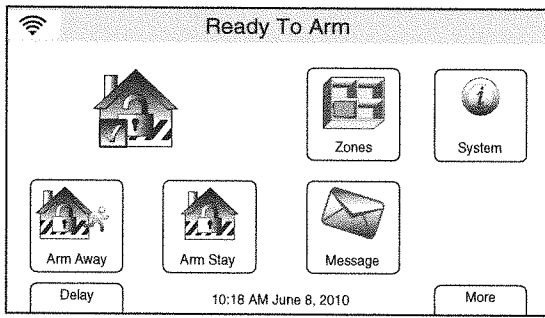 Ready To Arm
Zones
System
Arm Away
Arm Stay
Message
Delay
10:18 AM June 8, 2010
More